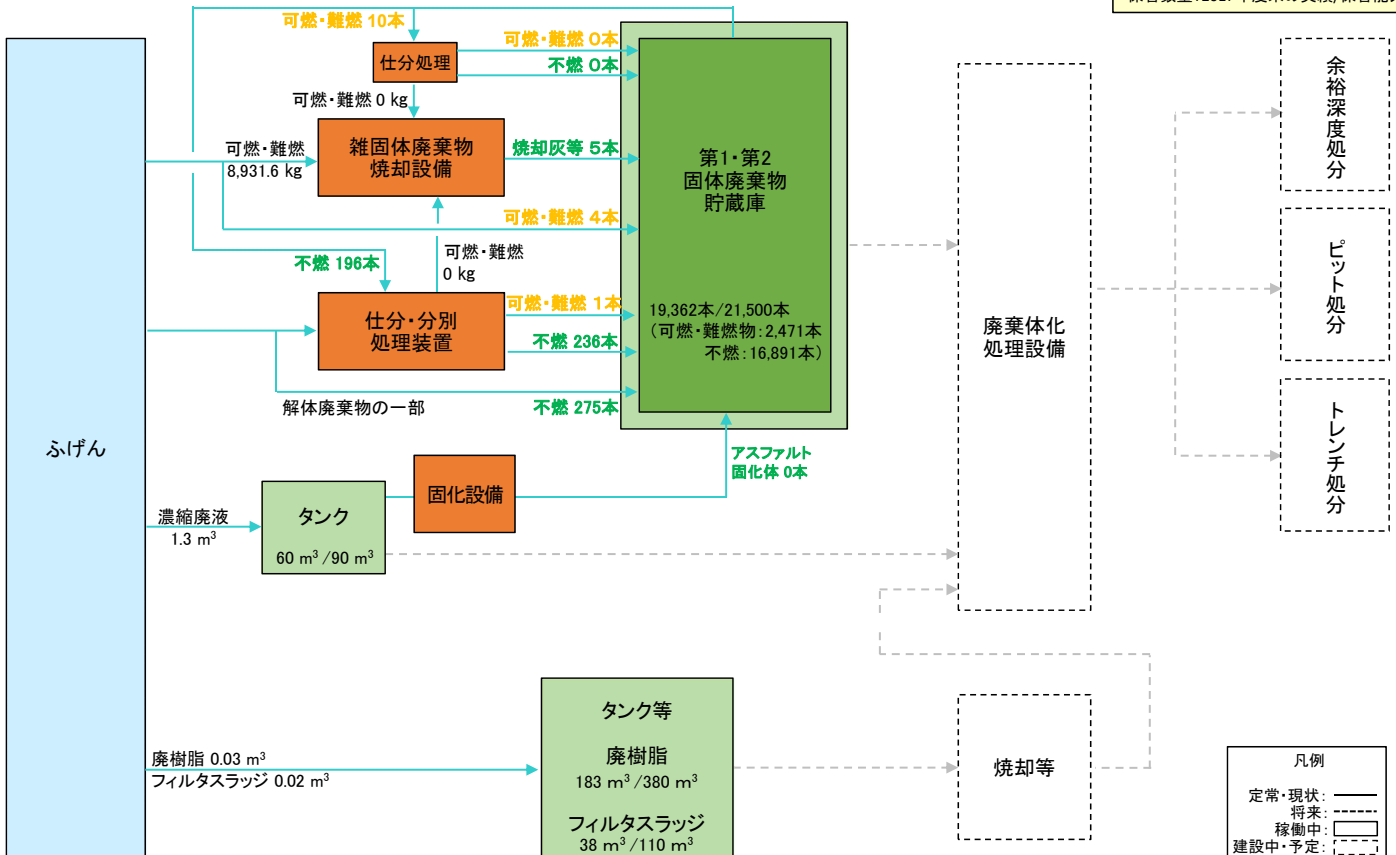 可燃・難燃 10本
仕分処理
可燃・難燃 0本
不燃 0本
可燃・難燃 0 kg
可燃・難燃
8,931.6 kg
雑固体廃棄物
焼却設備
焼却灰等 5本
可燃・難燃 4本
可燃・難燃
0 kg
不燃 196本
仕分・分別
処理装置
可燃・難燃 1本
不燃 236本
解体廃棄物の一部
不燃 275本
第1・第2
固体廃棄物
貯蔵庫
19,362本/21,500本
(可燃・難燃物:2,471本
不燃:16,891本)
ふげん
濃縮廃液
1.3 m³
タンク
60 m³/90 m³
固化設備
アスファルト
固化体 0本
廃樹脂 0.03 m³
フィルタスラッジ 0.02 m³
タンク等
廃樹脂
183 m³/380 m³
フィルタスラッジ
38 m³/110 m³
廃棄体化
処理設備
焼却等
余裕深度処分
ピット処分
トレンチ処分
凡例
定常・現状:
将来:
稼働中:
建設中・予定: